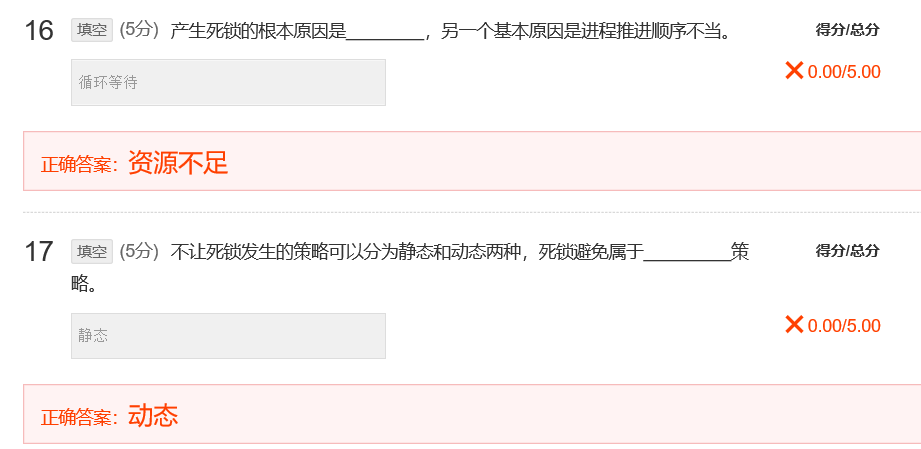 16 填空 (5分) 产生死锁的根本原因是________，另一个基本原因是进程推进顺序不当。 得分/总分
循环等待
0.00/5.00
正确答案：资源不足
17 填空 (5分) 不让死锁发生的策略可以分为静态和动态两种，死锁避免属于_________策 得分/总分
略。
静态
0.00/5.00
正确答案：动态